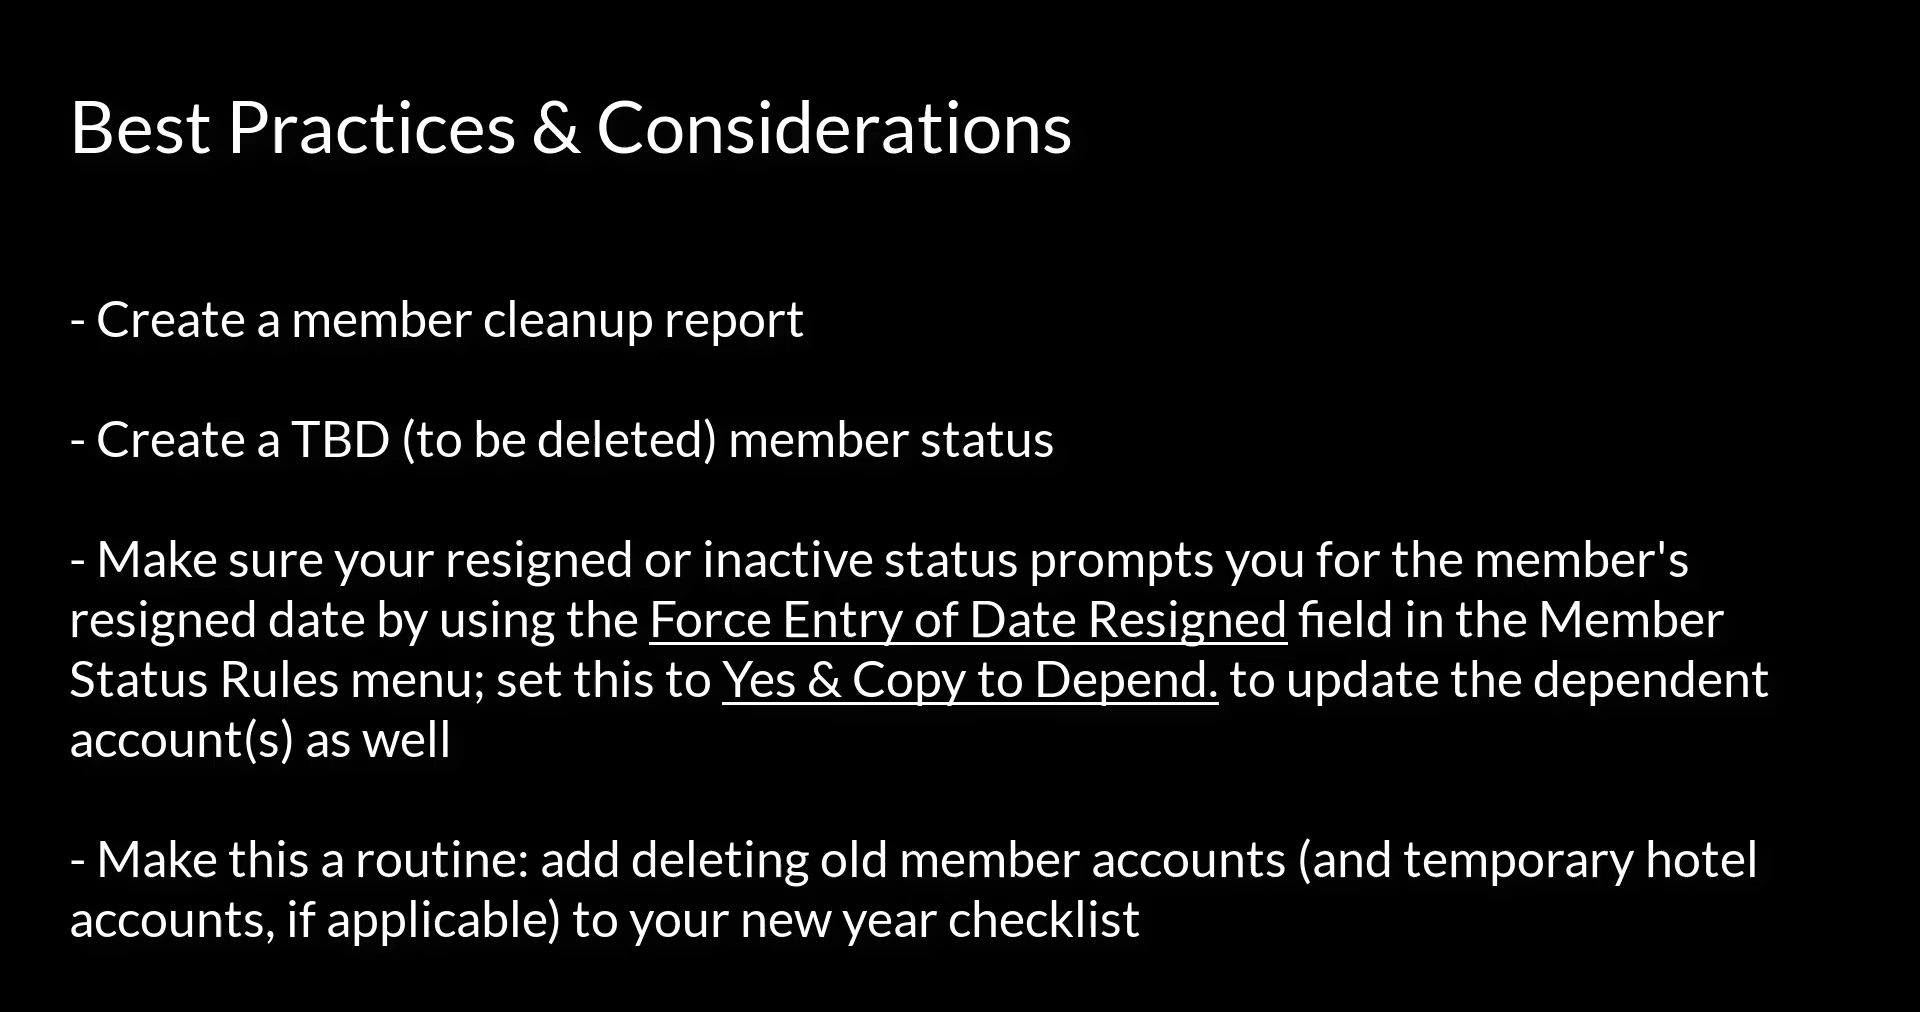 Best Practices & Considerations
- Create a member cleanup report
- Create a TBD (to be deleted) member status
- Make sure your resigned or inactive status prompts you for the member's
resigned date by using the Force Entry of Date Resigned field in the Member
Status Rules menu; set this to Yes & Copy to Depend. to update the dependent
account(s) as well
- Make this a routine: add deleting old member accounts (and temporary hotel
accounts, if applicable) to your new year checklist